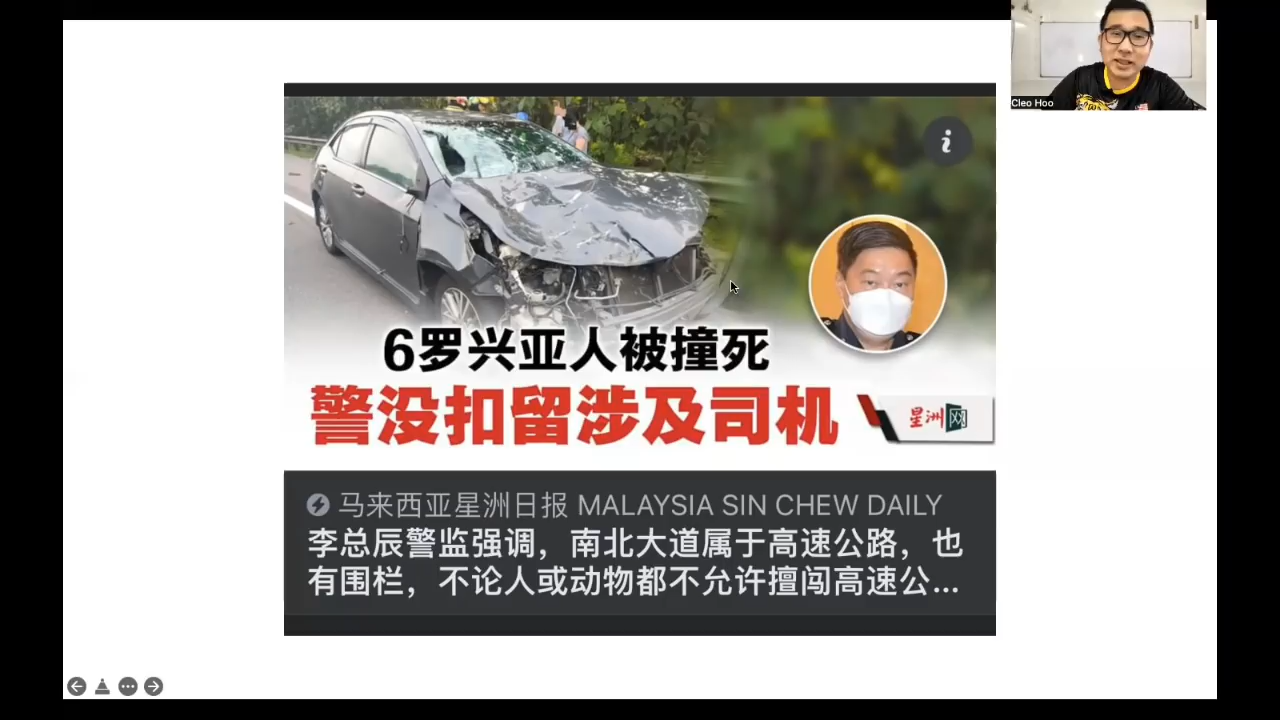 Cleo Hoo
i
6罗兴亚人被撞死
警没扣留涉及司机
星洲网
马来西亚星洲日报 MALAYSIA SIN CHEW DAILY
李总辰警监强调，南北大道属于高速公路，也
有围栏，不论人或动物都不允许擅闯高速公...